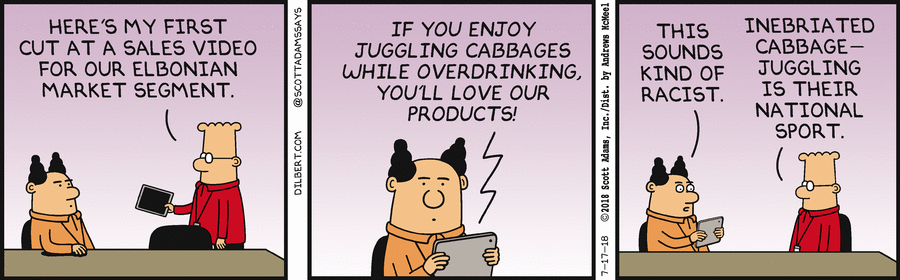 HERE'S MY FIRST
CUT AT A SALES VIDEO
FOR OUR ELBONIAN
MARKET SEGMENT.
DILBERT.COM @SCOTTADAMSSAYS
IF YOU ENJOY
JUGGLING CABBAGES
WHILE OVERDRINKING,
YOU'LL LOVE OUR
PRODUCTS!
7-17-18 ©2018 Scott Adams, Inc./Dist. by Andrews McMeel
THIS
SOUNDS
KIND OF
RACIST.
INEBRIATED
CABBAGE—
JUGGLING
IS THEIR
NATIONAL
SPORT.